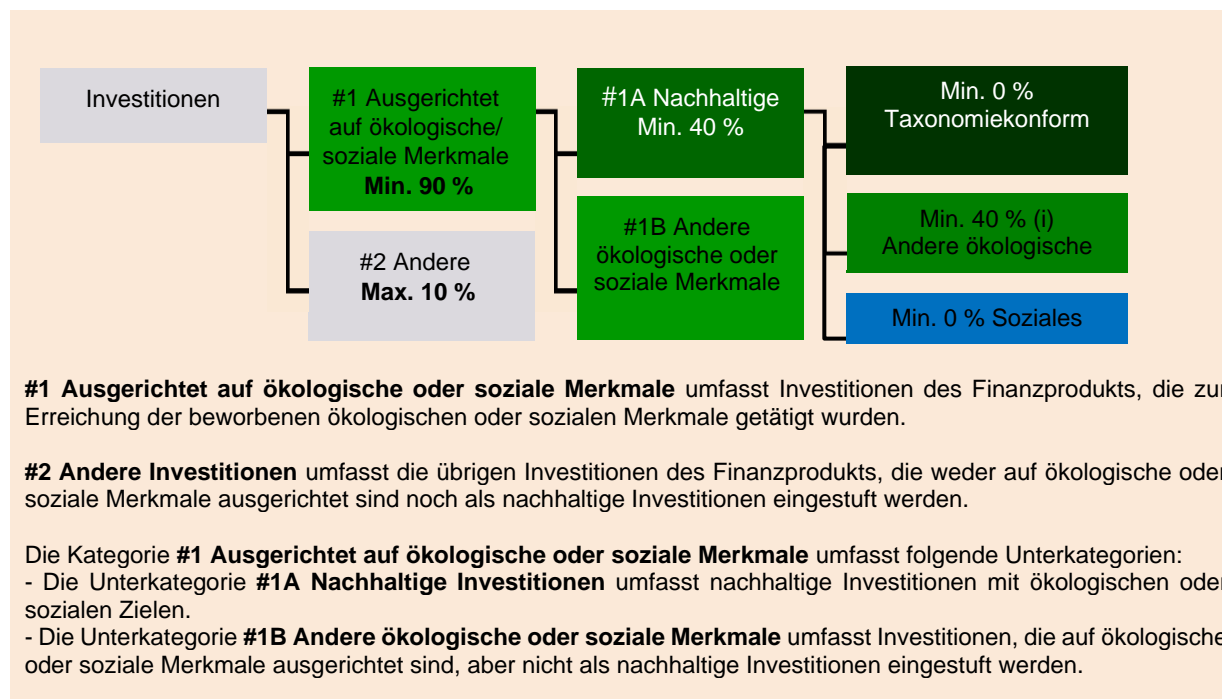 Investitionen
#1 Ausgerichtet
auf ökologische/
soziale Merkmale
Min. 90 %
#2 Andere
Max. 10 %
#1A Nachhaltige
Min. 40 %
#1B Andere
ökologische oder
soziale Merkmale
Min. 0 %
Taxonomiekonform
Min. 40 % (i)
Andere ökologische
Min. 0 % Soziales
#1 Ausgerichtet auf ökologische oder soziale Merkmale umfasst Investitionen des Finanzprodukts, die zur
Erreichung der beworbenen ökologischen oder sozialen Merkmale getätigt wurden.
#2 Andere Investitionen umfasst die übrigen Investitionen des Finanzprodukts, die weder auf ökologische oder
soziale Merkmale ausgerichtet sind noch als nachhaltige Investitionen eingestuft werden.
Die Kategorie #1 Ausgerichtet auf ökologische oder soziale Merkmale umfasst folgende Unterkategorien:
- Die Unterkategorie #1A Nachhaltige Investitionen umfasst nachhaltige Investitionen mit ökologischen oder
sozialen Zielen.
- Die Unterkategorie #1B Andere ökologische oder soziale Merkmale umfasst Investitionen, die auf ökologische
oder soziale Merkmale ausgerichtet sind, aber nicht als nachhaltige Investitionen eingestuft werden.